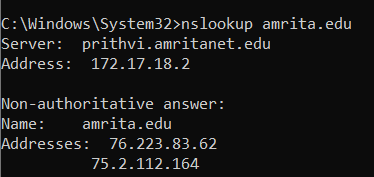 C:\Windows\System32>nslookup amrita.edu
Server:  prithvi.amritanet.edu
Address:  172.17.18.2

Non-authoritative answer:
Name:    amrita.edu
Addresses:  76.223.83.62
          75.2.112.164